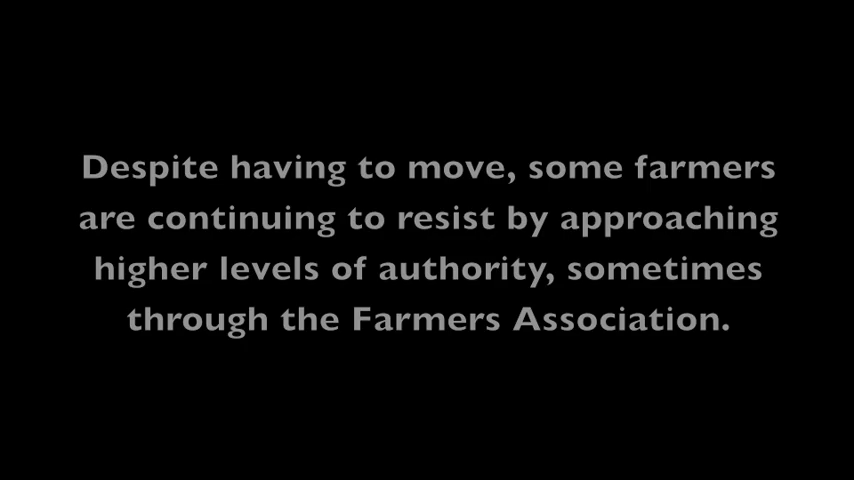 Despite having to move, some farmers
are continuing to resist by approaching
higher levels of authority, sometimes
through the Farmers Association.